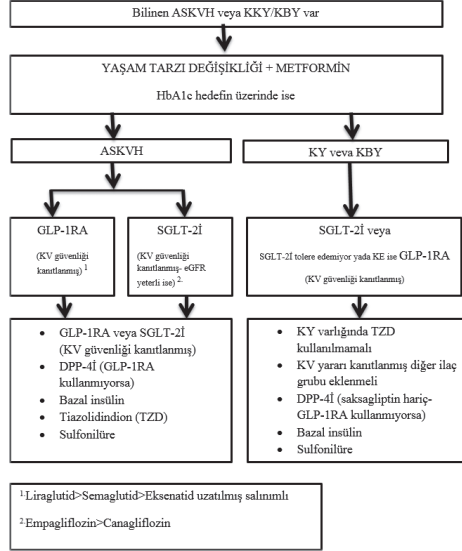 Bilinen ASKVH veya KKY/KBY var
YAŞAM TARZI DEĞİŞİKLİĞİ + METFORMİN
HbA1c hedefin üzerinde ise
ASKVH
KY veya KBY
GLP-1RA
(KV güvenliği
kanıtlanmış) 1
SGLT-2İ
(KV güvenliği
kanıtlanmış- eGFR
yeterli ise) 2.
SGLT-2İ veya
SGLT-2İ tolere edemiyor yada KE ise GLP-1RA
(KV güvenliği kanıtlanmış)
• GLP-1RA veya SGLT-2İ
(KV güvenliği kanıtlanmış)
• DPP-4İ (GLP-1RA
kullanmıyorsa)
• Bazal insülin
• Tiazolidindion (TZD)
• Sulfonilüre
• KY varlığında TZD
kullanılmamalı
• KV yararı kanıtlanmış diğer ilaç
grubu eklenmeli
• DPP-4İ (saksagliptin hariç-
GLP-1RA kullanmıyorsa)
• Bazal insülin
• Sulfonilüre
1.Liraglutid>Semaglutid>Eksenatid uzatılmış salınımlı
2.Empagliflozin>Canagliflozin